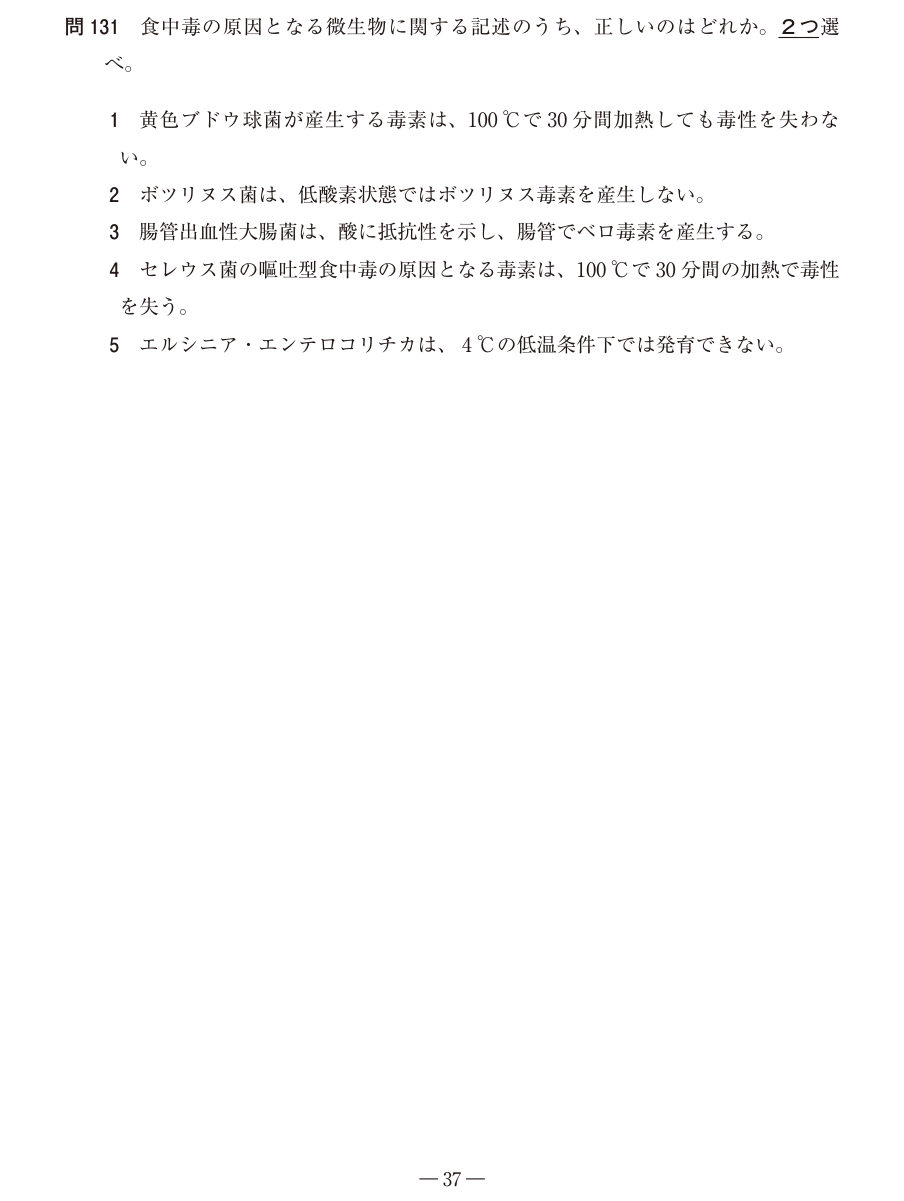 問 131　食中毒の原因となる微生物に関する記述のうち、正しいのはどれか。２つ選
べ。
1　黄色ブドウ球菌が産生する毒素は、100 ℃で 30 分間加熱しても毒性を失わな
い。
2　ボツリヌス菌は、低酸素状態ではボツリヌス毒素を産生しない。
3　腸管出血性大腸菌は、酸に抵抗性を示し、腸管でベロ毒素を産生する。
4　セレウス菌の嘔吐型食中毒の原因となる毒素は、100 ℃で 30 分間の加熱で毒性
を失う。
5　エルシニア・エンテロコリチカは、４℃の低温条件下では発育できない。
― 37 ―